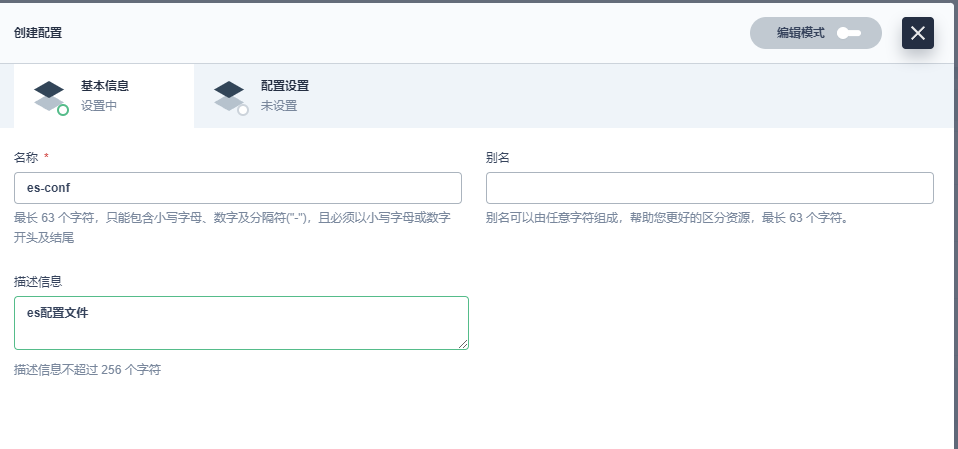 创建配置
编辑模式
基本信息
设置中
配置设置
未设置
名称 *
es-conf
最长 63 个字符，只能包含小写字母、数字及分隔符("-")，且必须以小写字母或数字
开头及结尾
别名
别名可以由任意字符组成，帮助您更好的区分资源，最长 63 个字符。
描述信息
es配置文件
描述信息不超过 256 个字符